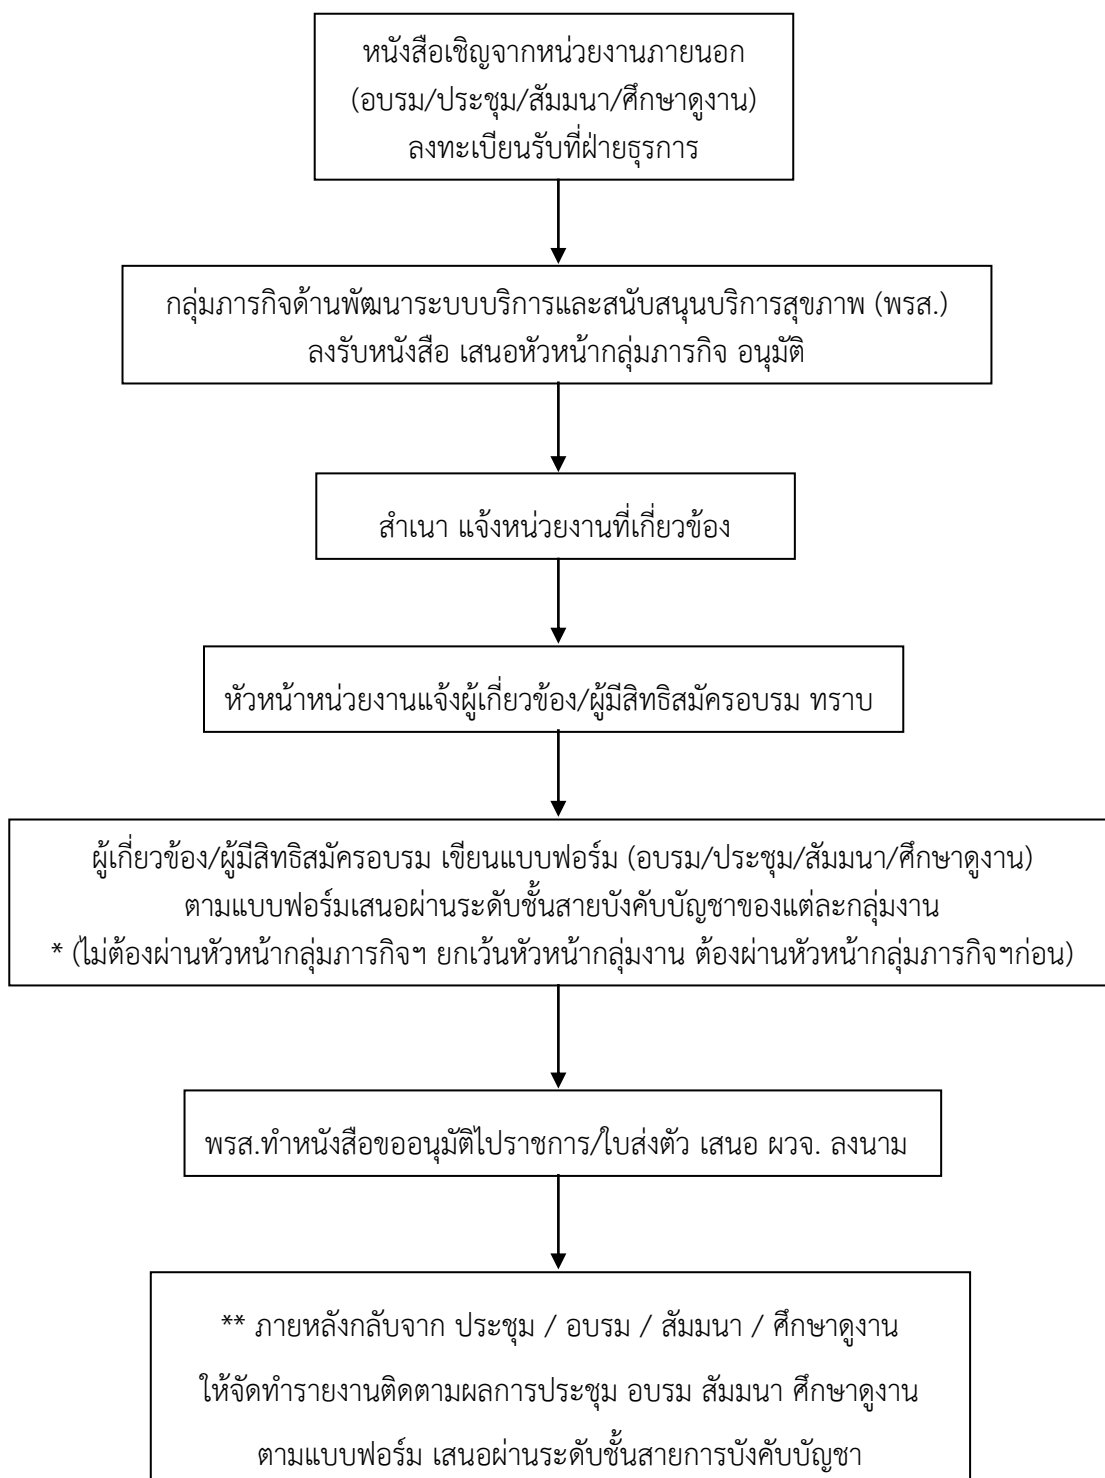 หนังสือเชิญจากหน่วยงานภายนอก
(อบรม/ประชุม/สัมมนา/ศึกษาดูงาน)
ลงทะเบียนรับที่ฝ่ายธุรการ
กลุ่มภารกิจด้านพัฒนาระบบบริการและสนับสนุนบริการสุขภาพ (พรส.)
ลงรับหนังสือ เสนอหัวหน้ากลุ่มภารกิจ อนุมัติ
สำเนา แจ้งหน่วยงานที่เกี่ยวข้อง
หัวหน้าหน่วยงานแจ้งผู้เกี่ยวข้อง/ผู้มีสิทธิสมัครอบรม ทราบ
ผู้เกี่ยวข้อง/ผู้มีสิทธิสมัครอบรม เขียนแบบฟอร์ม (อบรม/ประชุม/สัมมนา/ศึกษาดูงาน)
ตามแบบฟอร์มเสนอผ่านระดับชั้นสายบังคับบัญชาของแต่ละกลุ่มงาน
* (ไม่ต้องผ่านหัวหน้ากลุ่มภารกิจฯ ยกเว้นหัวหน้ากลุ่มงาน ต้องผ่านหัวหน้ากลุ่มภารกิจฯก่อน)
พรส.ทำหนังสือขออนุมัติไปราชการ/ใบส่งตัว เสนอ ผวจ. ลงนาม
** ภายหลังกลับจาก ประชุม / อบรม / สัมมนา / ศึกษาดูงาน
ให้จัดทำรายงานติดตามผลการประชุม อบรม สัมมนา ศึกษาดูงาน
ตามแบบฟอร์ม เสนอผ่านระดับชั้นสายการบังคับบัญชา